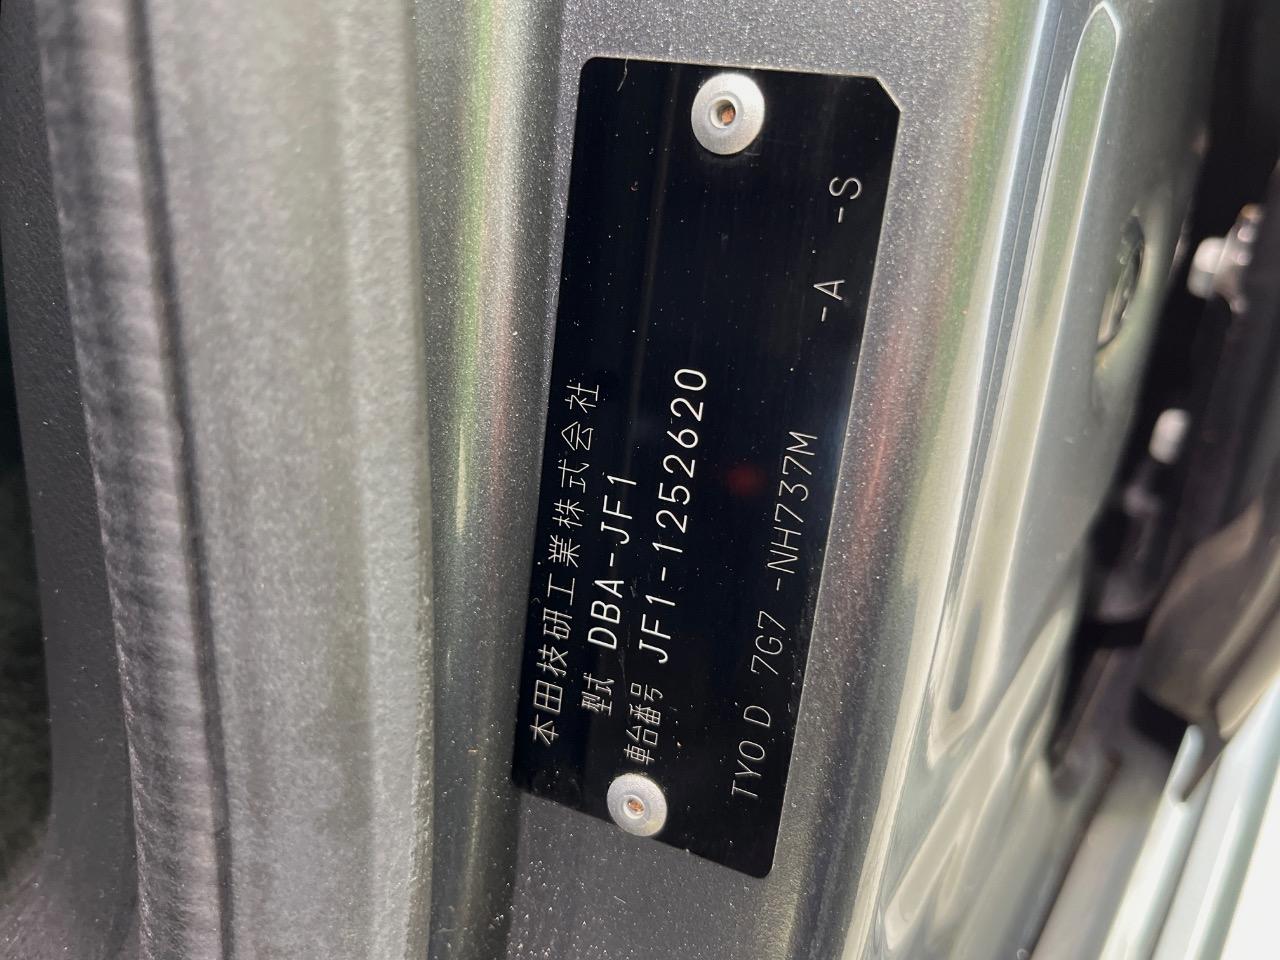 本田技研工業株式会社
型式 DBA-JF1
車台番号 JF1-1252620
TY0 D 7G7 -NH737M -A -S